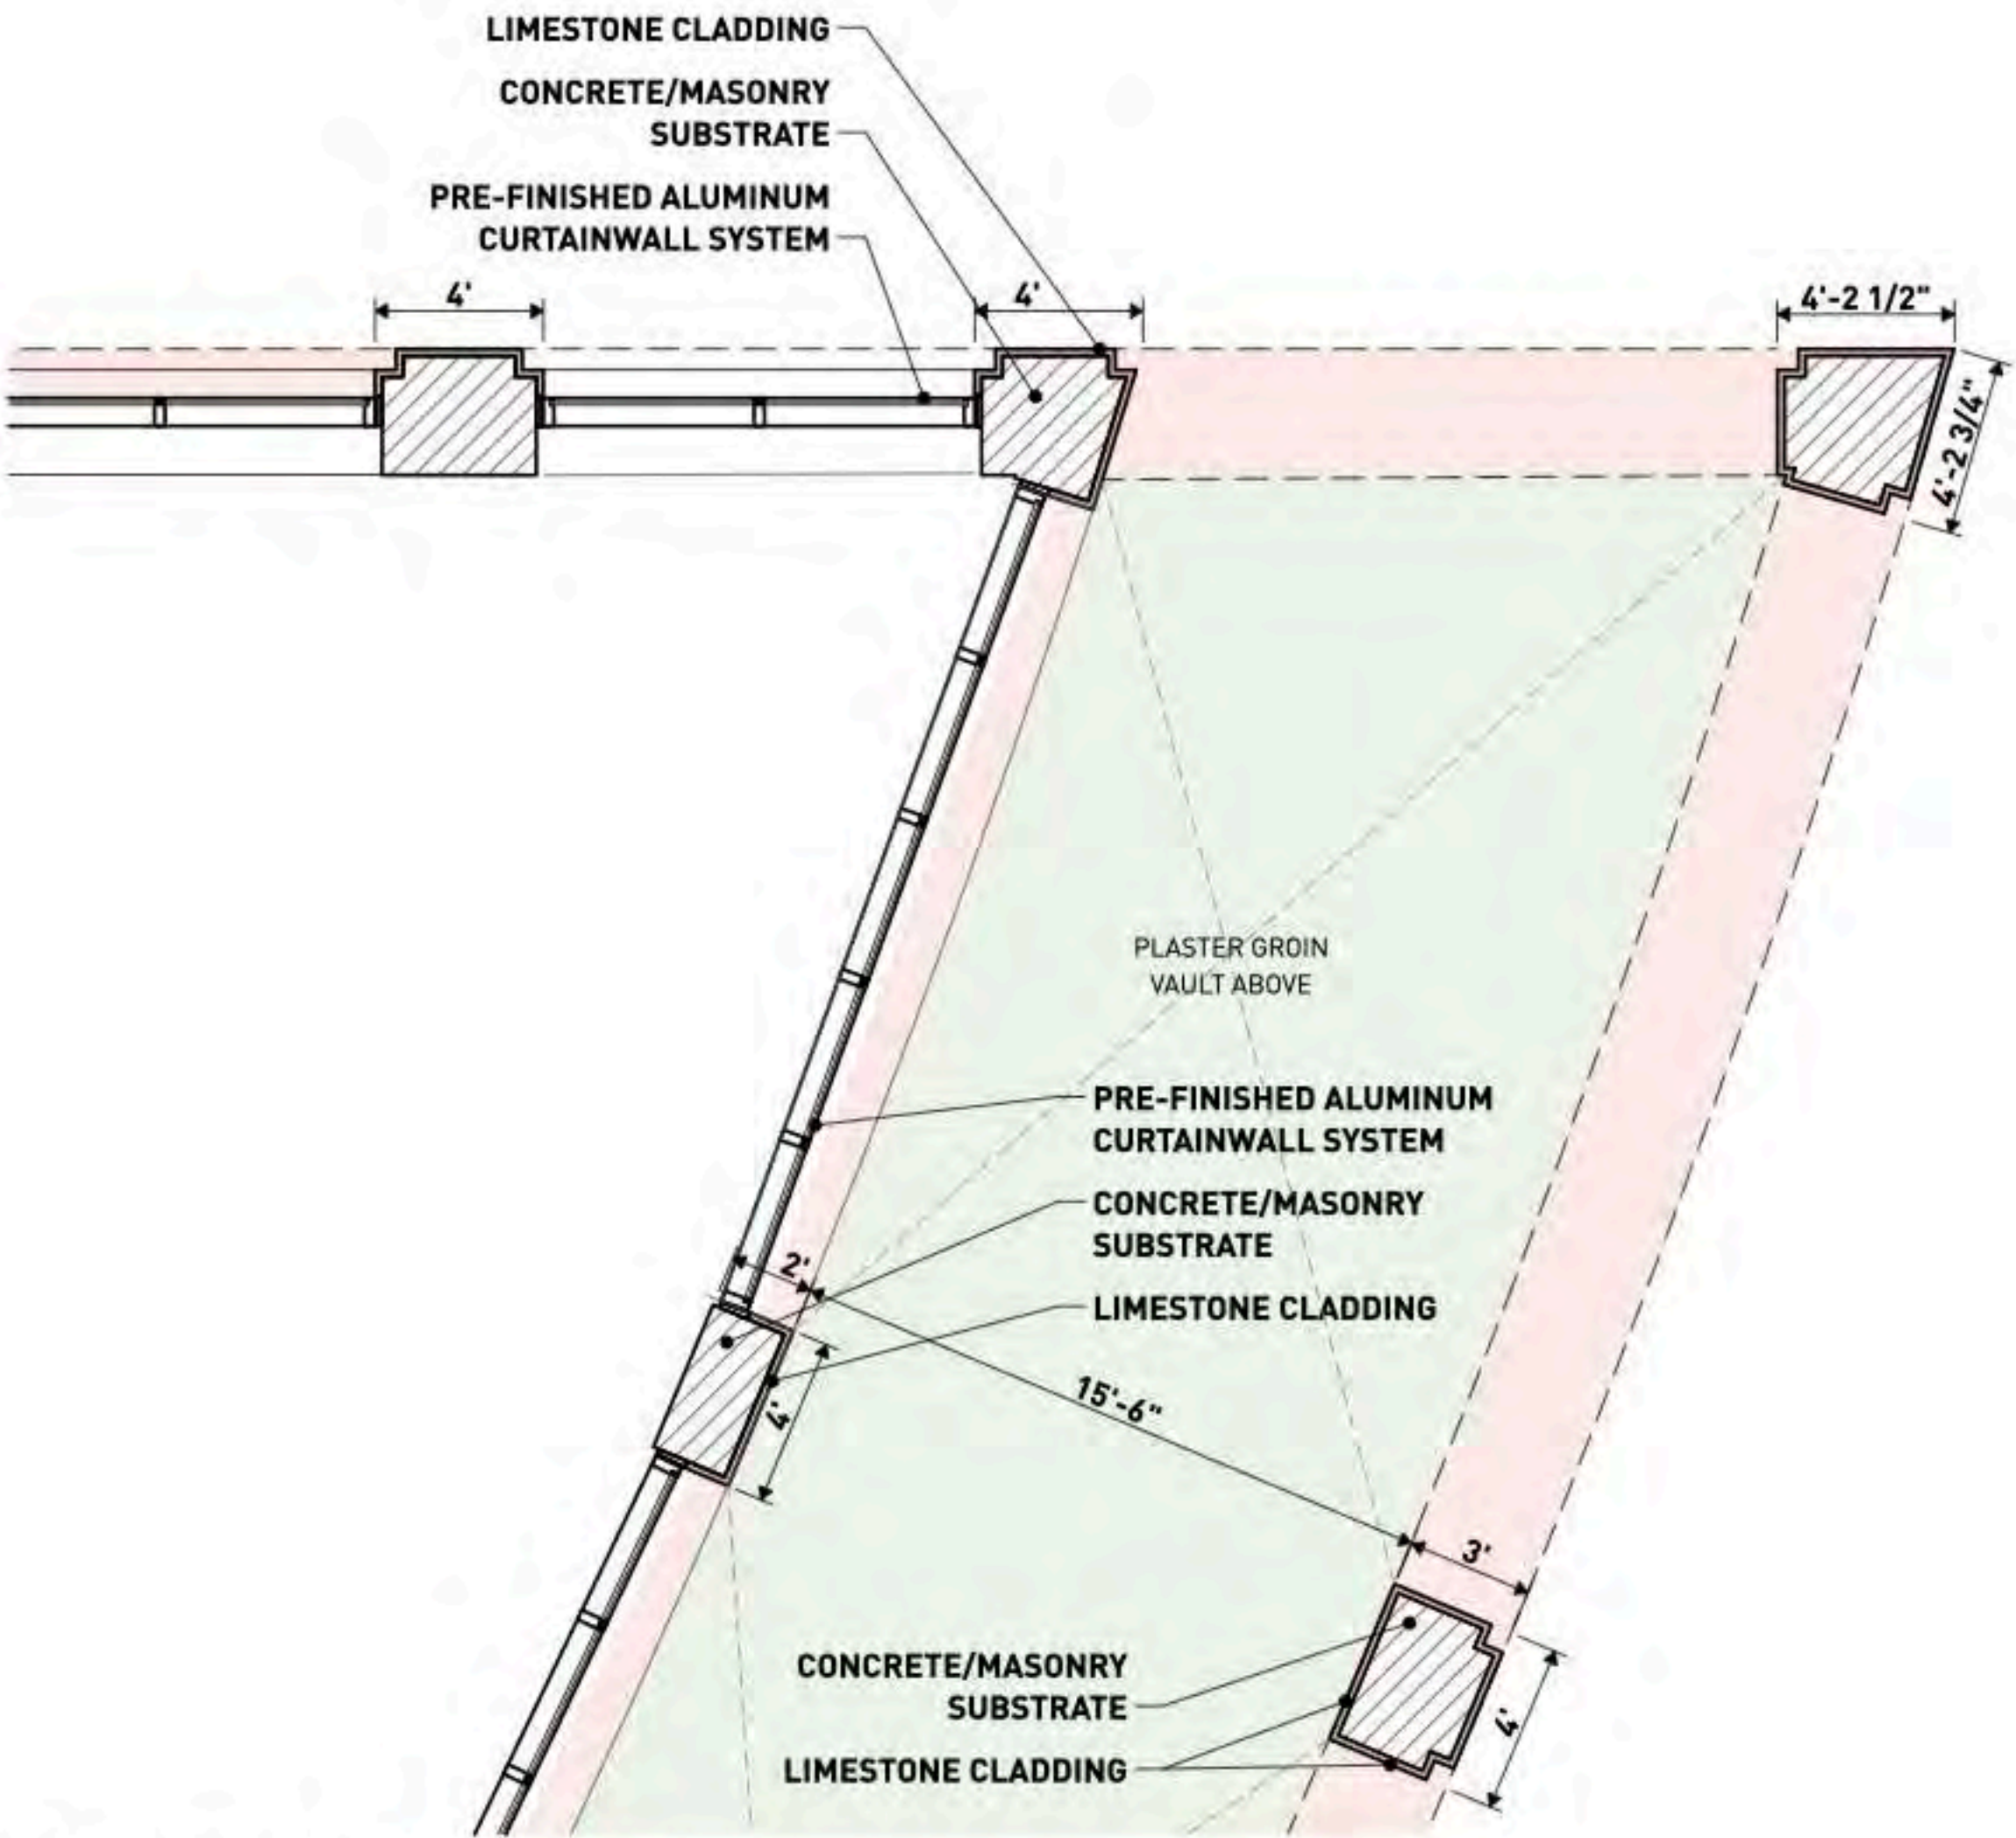 LIMESTONE CLADDING
CONCRETE/MASONRY
SUBSTRATE
PRE-FINISHED ALUMINUM
CURTAINWALL SYSTEM
4'
4'
4'-2 1/2"
4'-2 3/4"
PLASTER GROIN
VAULT ABOVE
PRE-FINISHED ALUMINUM
CURTAINWALL SYSTEM
CONCRETE/MASONRY
SUBSTRATE
2'
LIMESTONE CLADDING
4'
15'-6"
3'
CONCRETE/MASONRY
SUBSTRATE
4'
LIMESTONE CLADDING